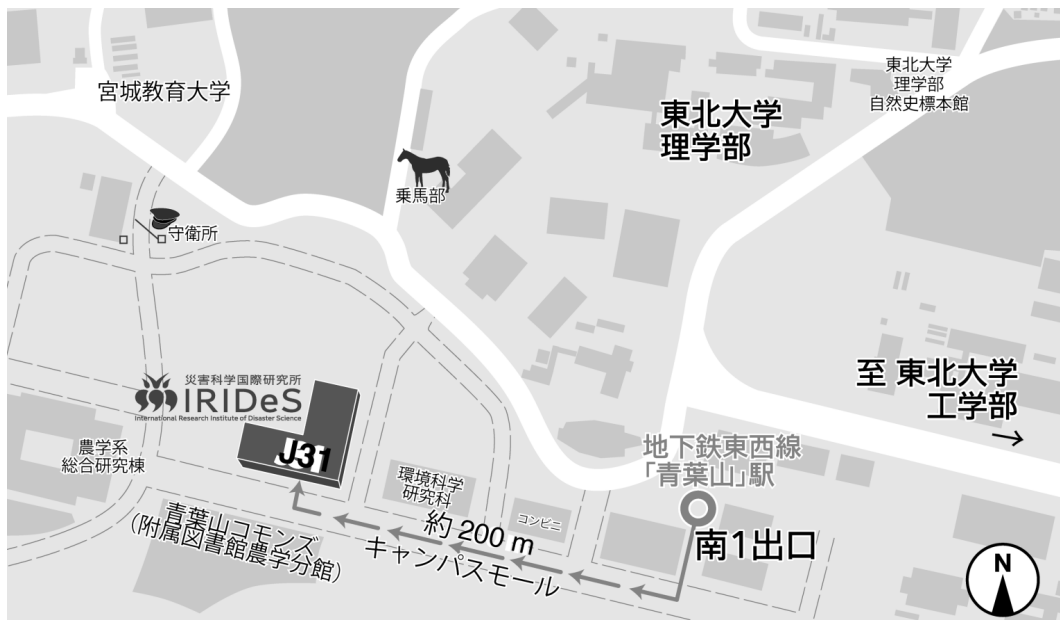 宮城教育大学
東北大学
理学部
東北大学
理学部
自然史標本館
乗馬部
守衛所
至 東北大学
工学部
→
災害科学国際研究所
IRIDeS
International Research Institute of Disaster Science
J31
地下鉄東西線
「青葉山」駅
南1出口
農学系
総合研究棟
環境科学
研究科
コンビニ
約 200 m
キャンパスモール
青葉山コモンズ
(附属図書館農学分館)
N